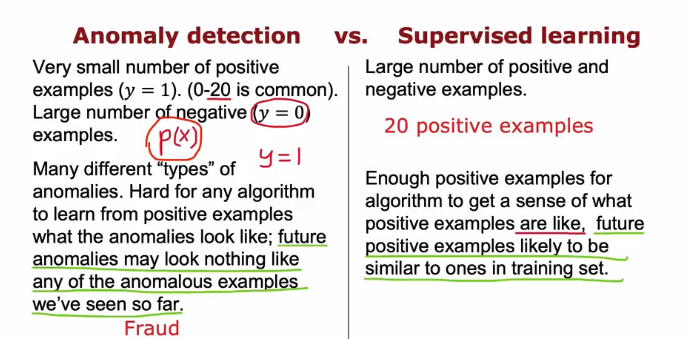 Anomaly detection vs. Supervised learning
Very small number of positive
examples (y = 1). (0-20 is common).
Large number of negative (y = 0)
examples.
p(x)
y=1
Many different “types” of
anomalies. Hard for any algorithm
to learn from positive examples
what the anomalies look like; future
anomalies may look nothing like
any of the anomalous examples
we’ve seen so far.
Fraud
Large number of positive and
negative examples.
20 positive examples
Enough positive examples for
algorithm to get a sense of what
positive examples are like, future
positive examples likely to be
similar to ones in training set.